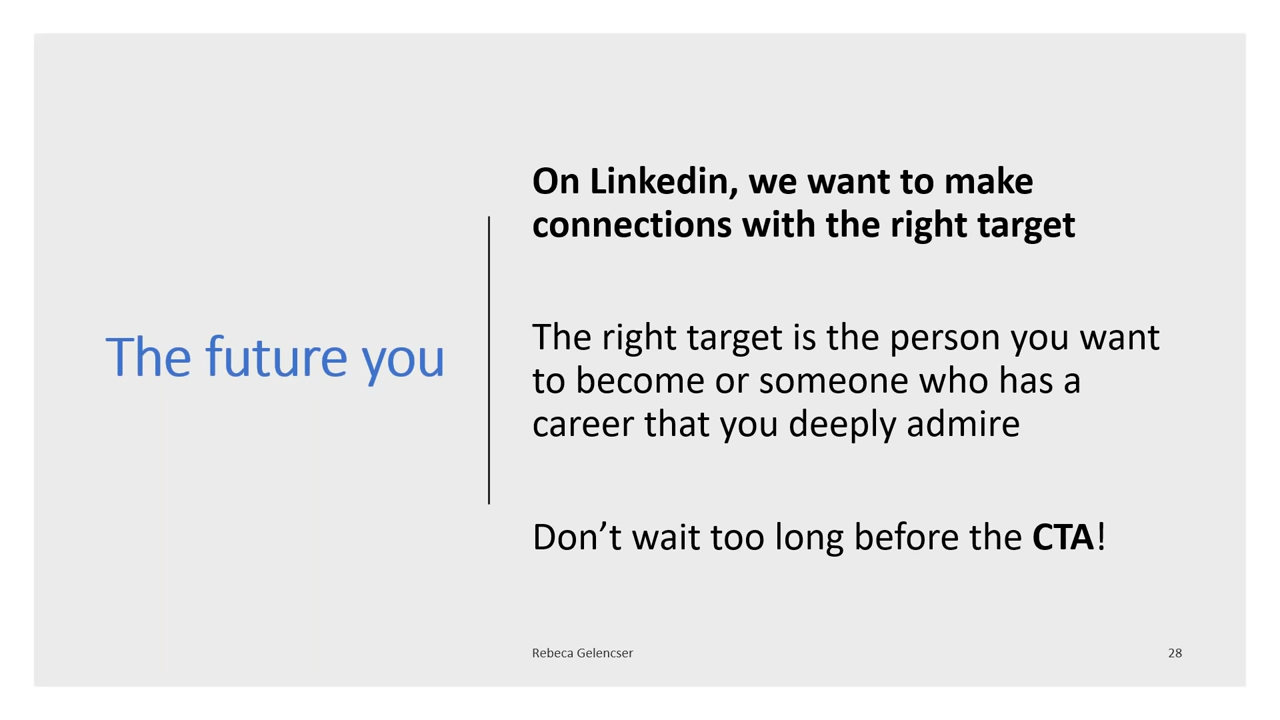 The future you
On Linkedin, we want to make
connections with the right target
The right target is the person you want
to become or someone who has a
career that you deeply admire
Don’t wait too long before the CTA!
Rebeca Gelencser
28